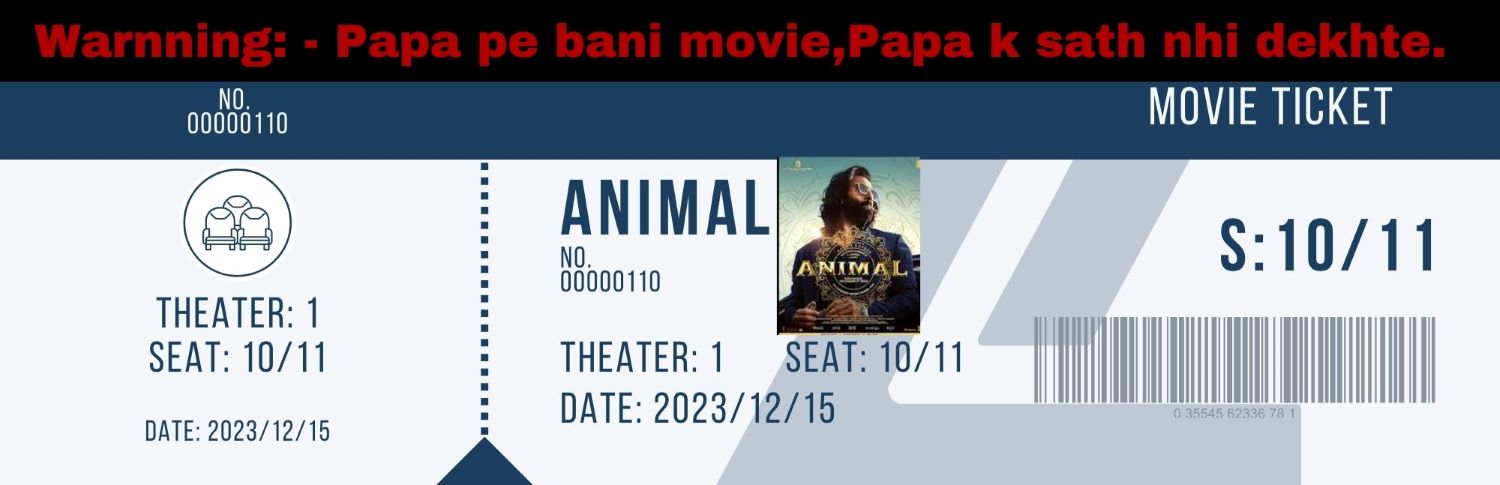 Warnning: - Papa pe bani movie,Papa k sath nhi dekhte.
NO.
00000110
MOVIE TICKET
THEATER: 1
SEAT: 10/11
DATE: 2023/12/15
ANIMAL
NO.
00000110
ANIMAL
THEATER: 1 SEAT: 10/11
DATE: 2023/12/15
S:10/11
0 35545 62336 78 1